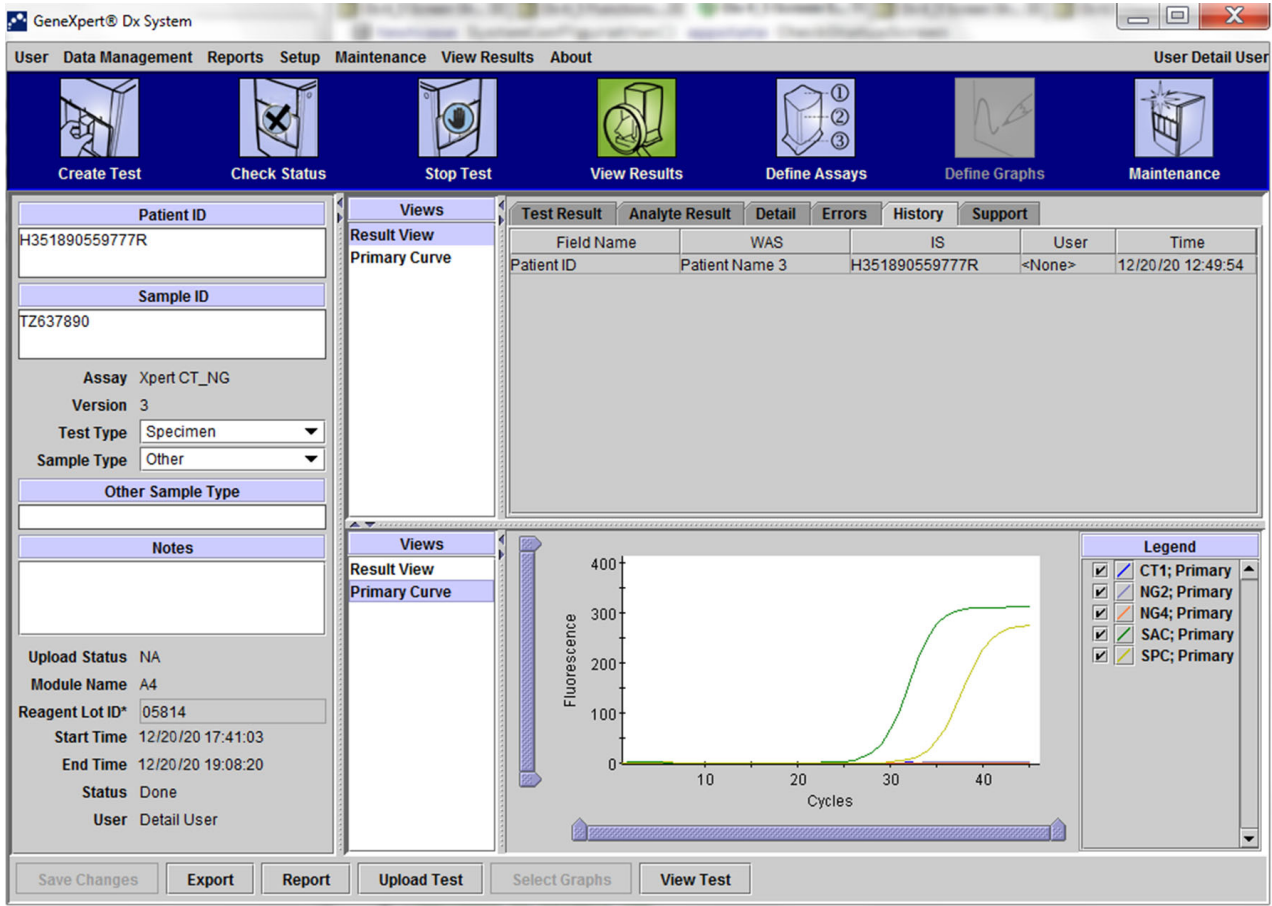 GeneXpert® Dx System
User Data Management Reports Setup Maintenance View Results About User Detail User
Create Test Check Status Stop Test View Results Define Assays Define Graphs Maintenance
① ② ③
Patient ID
H351890559777R
Sample ID
TZ637890
Assay Xpert CT_NG
Version 3
Test Type Specimen
Sample Type Other
Other Sample Type
Notes
Upload Status NA
Module Name A4
Reagent Lot ID* 05814
Start Time 12/20/20 17:41:03
End Time 12/20/20 19:08:20
Status Done
User Detail User
Views
Result View
Primary Curve
Test Result Analyte Result Detail Errors History Support
Field Name WAS IS User Time
Patient ID Patient Name 3 H351890559777R <None> 12/20/20 12:49:54
Views
Result View
Primary Curve
Fluorescence
400
300
200
100
0
10 20 30 40
Cycles
Legend
CT1; Primary
NG2; Primary
NG4; Primary
SAC; Primary
SPC; Primary
Save Changes Export Report Upload Test Select Graphs View Test